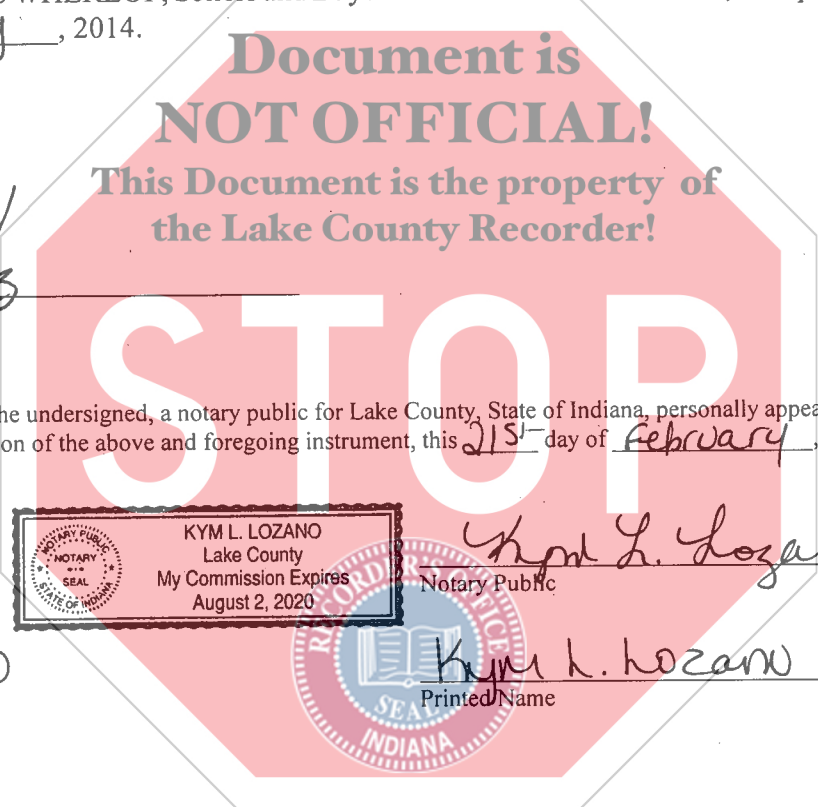 , 2014.
Document is
NOT OFFICIAL!
This Document is the property of
the Lake County Recorder!
STOP
he undersigned, a notary public for Lake County, State of Indiana, personally appea
on of the above and foregoing instrument, this 21st day of February,
KYM L. LOZANO
Lake County
My Commission Expires
August 2, 2020
NOTARY PUBLIC
NOTARY
SEAL
STATE OF INDIANA
Kym L. Loza
Notary Public
Kym L. Lozano
Printed Name
RECORDER'S OFFICE
SEAL
INDIANA